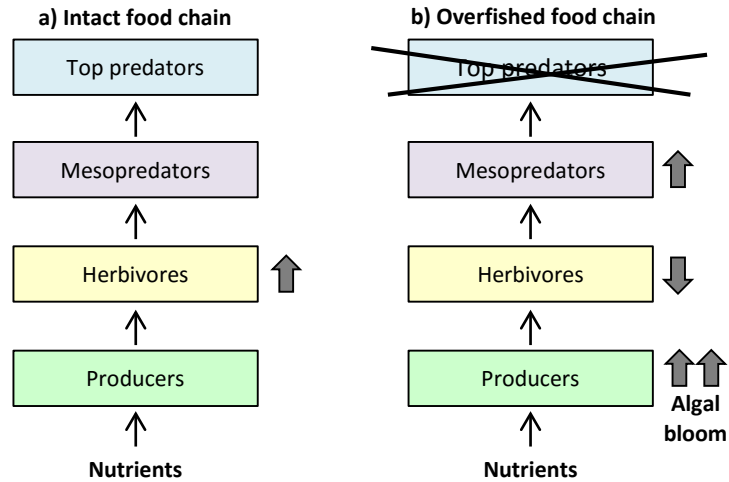 a) Intact food chain
Top predators
Mesopredators
Herbivores
Producers
Nutrients
b) Overfished food chain
Top predators
Mesopredators
Herbivores
Producers
Algal
bloom
Nutrients